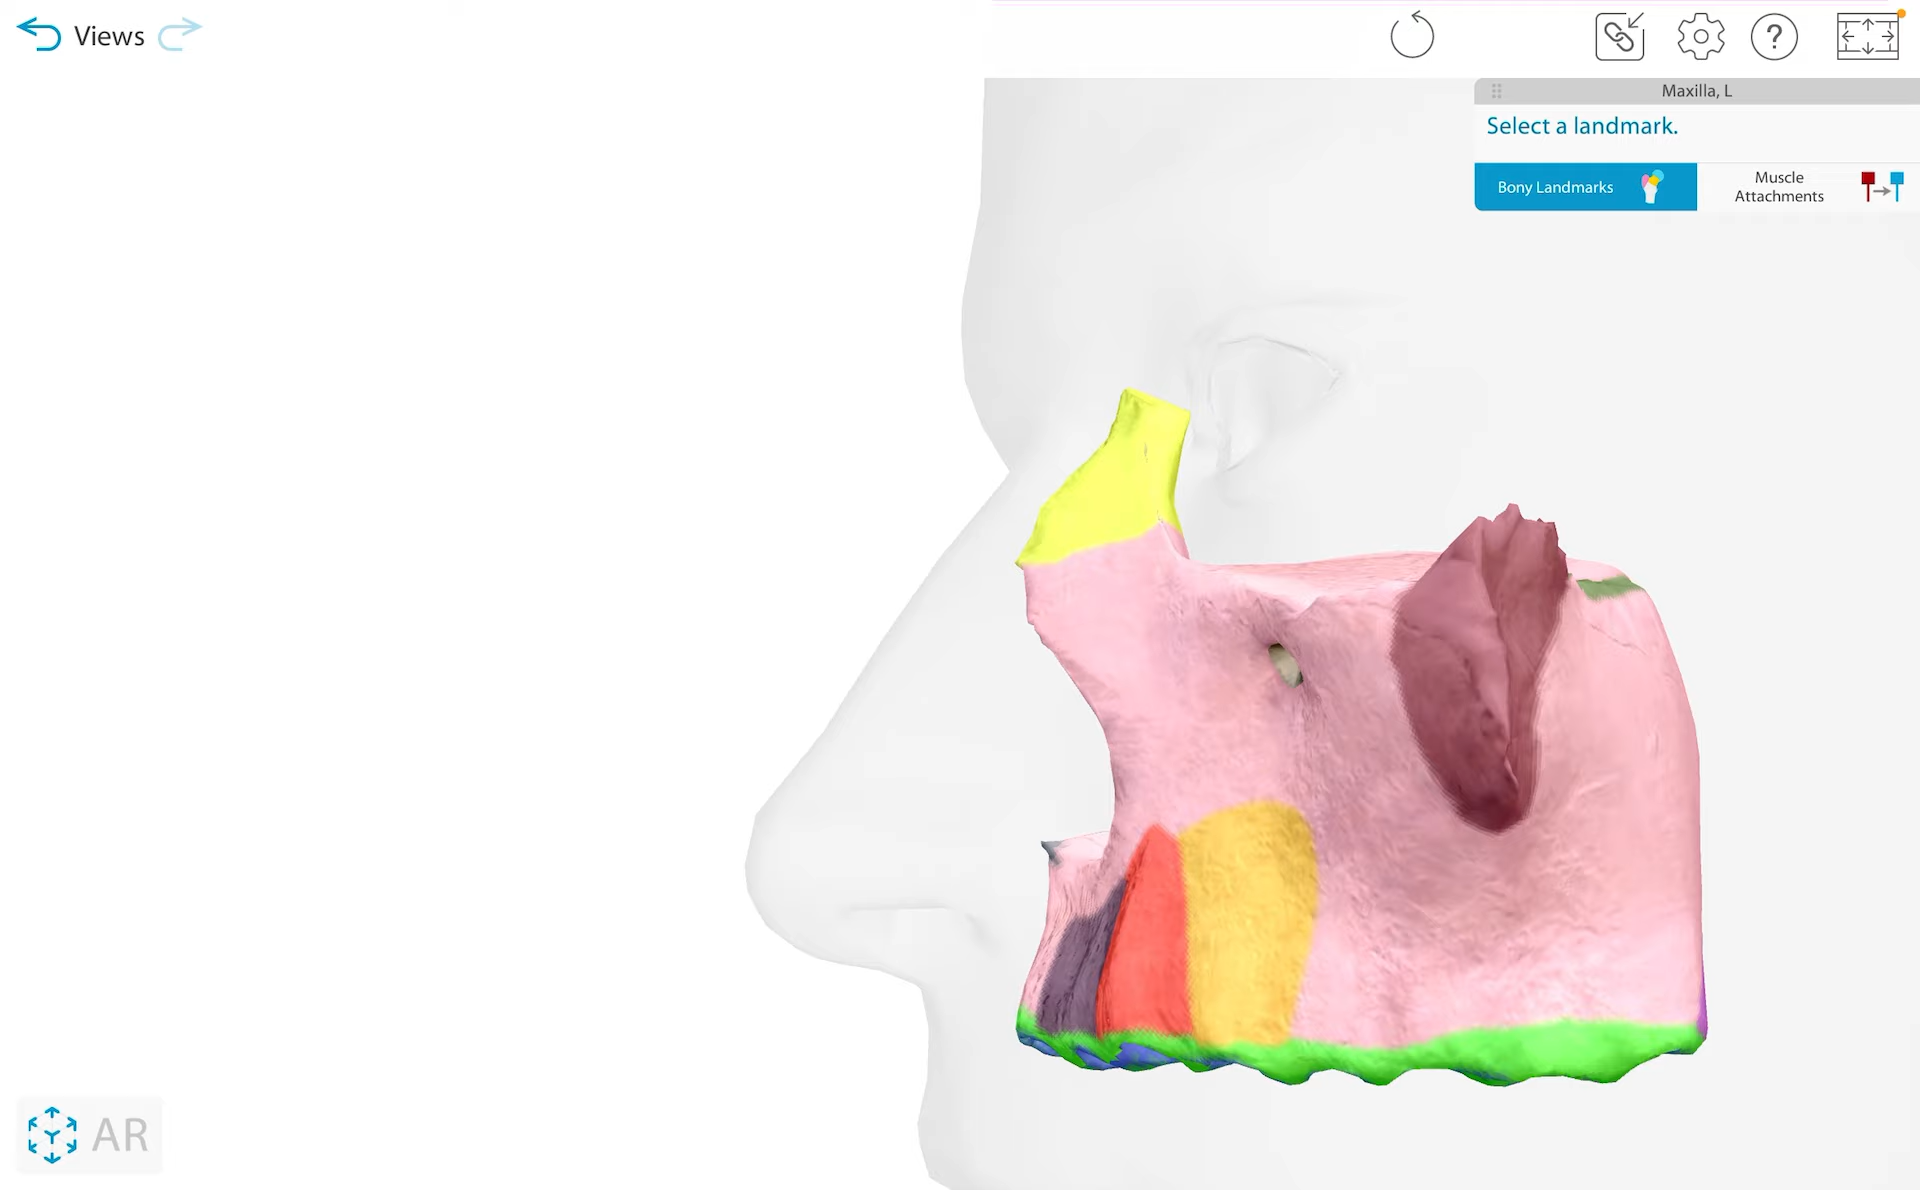 Views
?
Maxilla, L
Select a landmark.
Bony Landmarks
Muscle
Attachments
AR